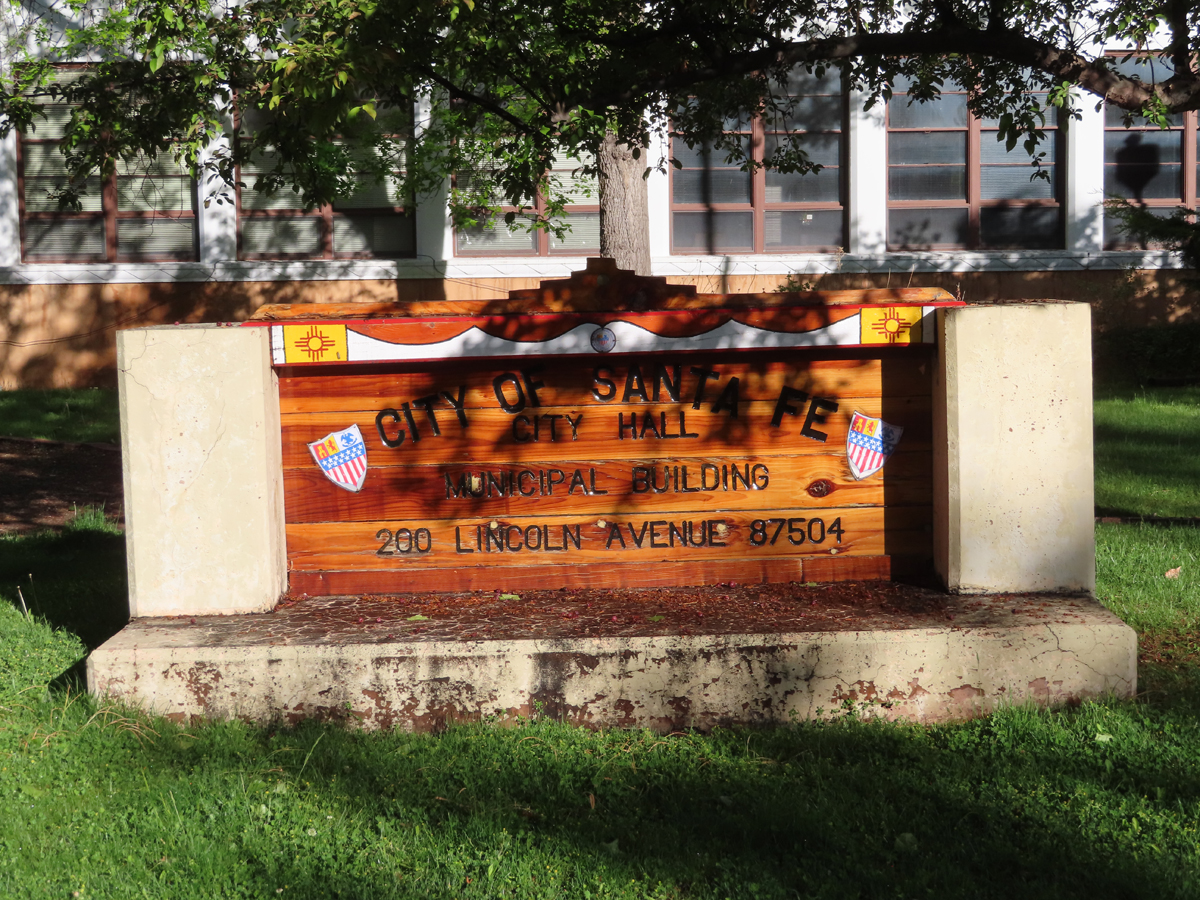 CITY OF SANTA FE
CITY HALL
MUNICIPAL BUILDING
200 LINCOLN AVENUE 87504